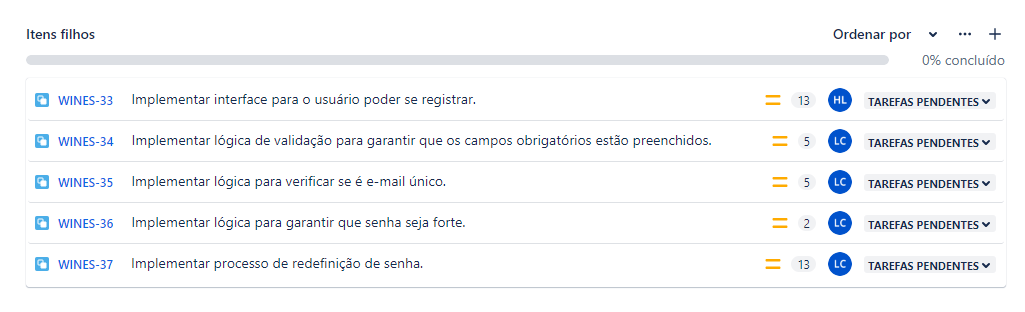 Itens filhos Ordenar por
0% concluído
WINES-33 Implementar interface para o usuário poder se registrar. 13 HL TAREFAS PENDENTES
WINES-34 Implementar lógica de validação para garantir que os campos obrigatórios estão preenchidos. 5 LC TAREFAS PENDENTES
WINES-35 Implementar lógica para verificar se é e-mail único. 5 LC TAREFAS PENDENTES
WINES-36 Implementar lógica para garantir que senha seja forte. 2 LC TAREFAS PENDENTES
WINES-37 Implementar processo de redefinição de senha. 13 LC TAREFAS PENDENTES